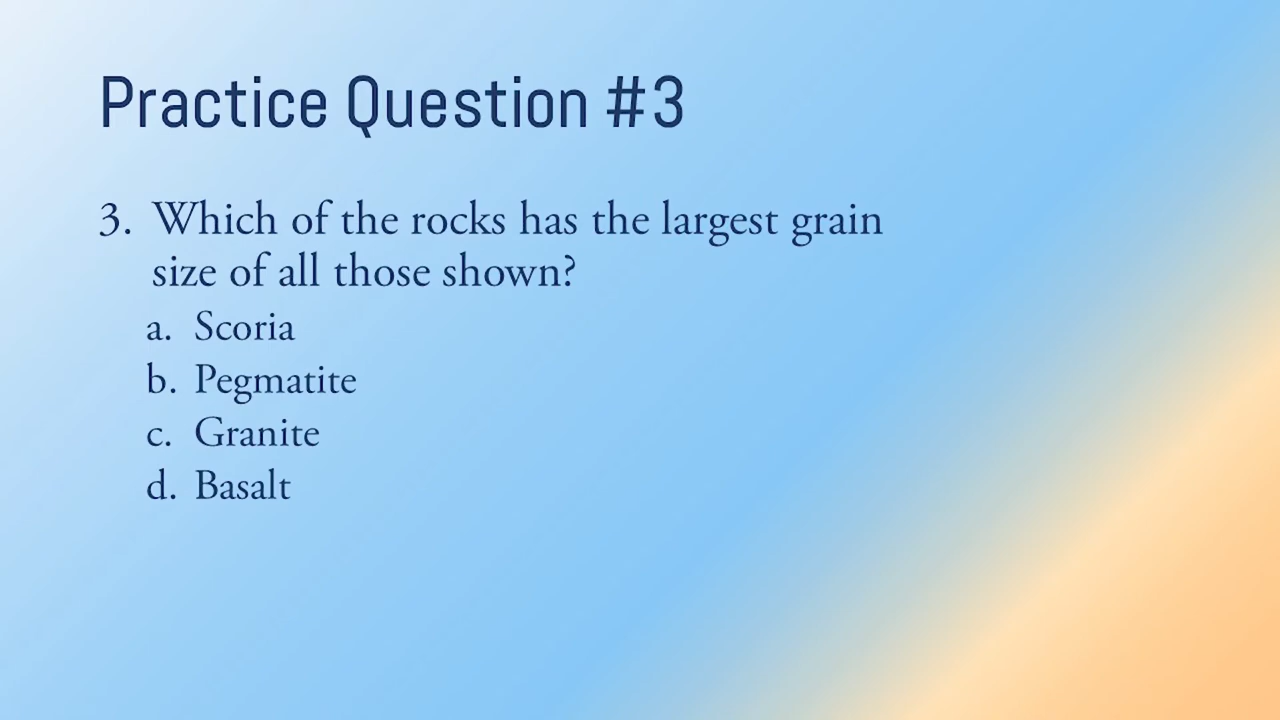 Practice Question #3
3. Which of the rocks has the largest grain
size of all those shown?
a. Scoria
b. Pegmatite
c. Granite
d. Basalt